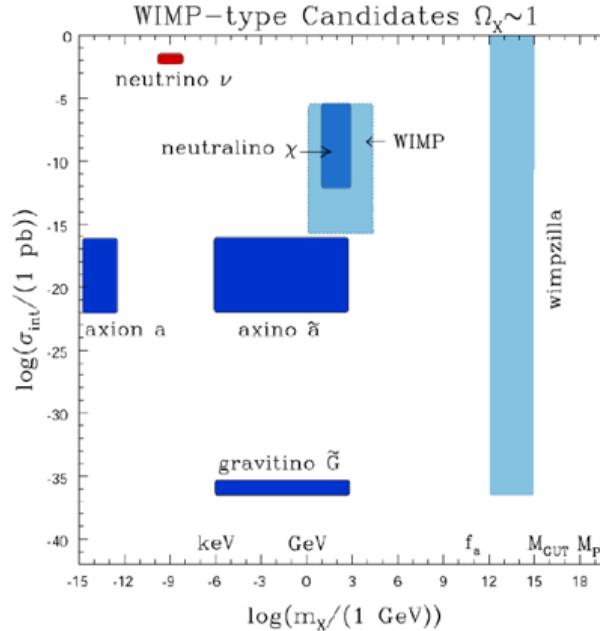 WIMP-type Candidates Ω_X~1
0
neutrino ν
-5
neutralino χ
WIMP
-10
-15
wimpzilla
-20
axion a
axino ã
-25
-30
gravitino G̃
-35
-40
keV
GeV
f_a
M_GUT
M_P
-15 -12 -9 -6 -3 0 3 6 9 12 15 18
log(σ_int/(1 pb))
log(m_X/(1 GeV))